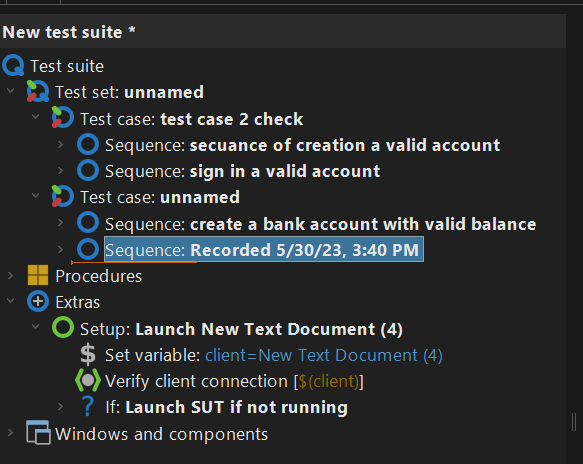 New test suite *
Test suite
Test set: unnamed
Test case: test case 2 check
Sequence: secuance of creation a valid account
Sequence: sign in a valid account
Test case: unnamed
Sequence: create a bank account with valid balance
Sequence: Recorded 5/30/23, 3:40 PM
Procedures
Extras
Setup: Launch New Text Document (4)
$ Set variable: client=New Text Document (4)
Verify client connection [$(client)]
? If: Launch SUT if not running
Windows and components